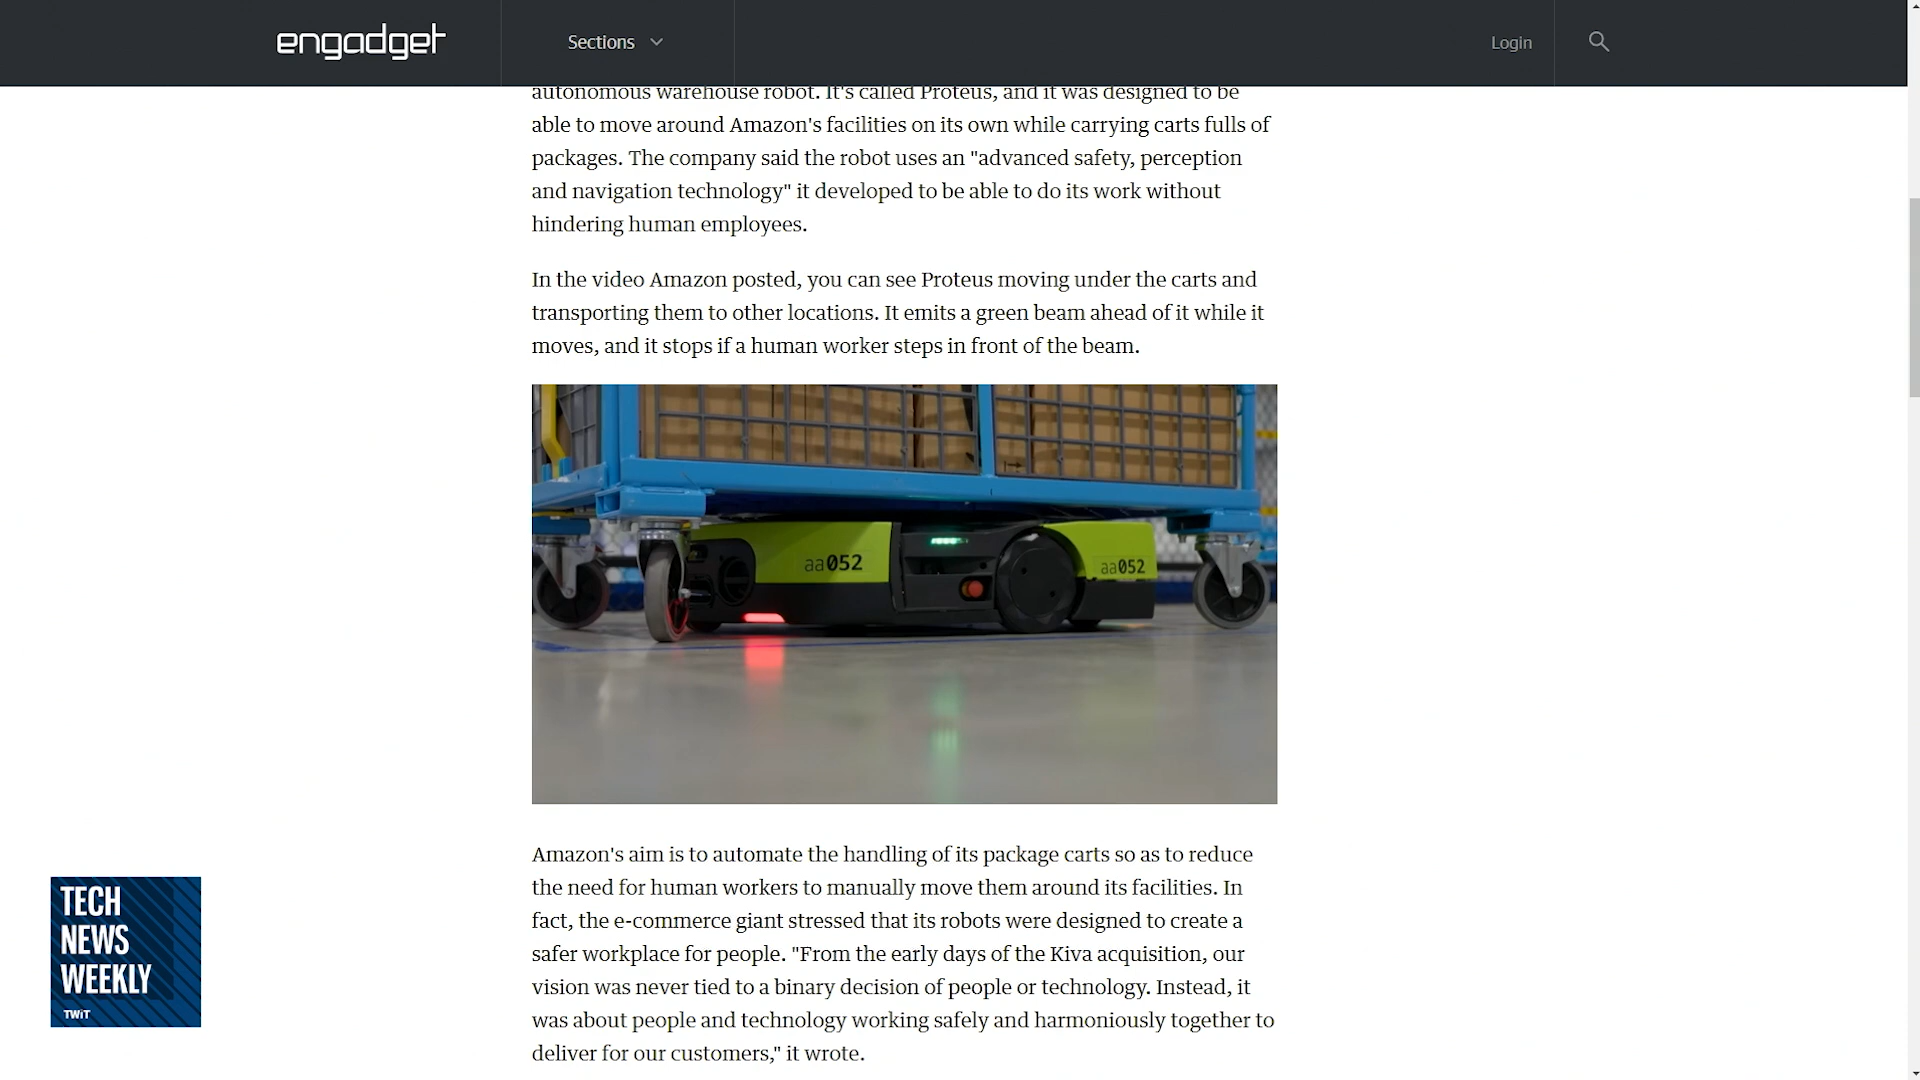 engadget
Sections
Login
autonomous warehouse robot. It's called Proteus, and it was designed to be
able to move around Amazon's facilities on its own while carrying carts fulls of
packages. The company said the robot uses an "advanced safety, perception
and navigation technology" it developed to be able to do its work without
hindering human employees.
In the video Amazon posted, you can see Proteus moving under the carts and
transporting them to other locations. It emits a green beam ahead of it while it
moves, and it stops if a human worker steps in front of the beam.
aa052
aa052
Amazon's aim is to automate the handling of its package carts so as to reduce
the need for human workers to manually move them around its facilities. In
fact, the e-commerce giant stressed that its robots were designed to create a
safer workplace for people. "From the early days of the Kiva acquisition, our
vision was never tied to a binary decision of people or technology. Instead, it
was about people and technology working safely and harmoniously together to
deliver for our customers," it wrote.
TECH
NEWS
WEEKLY
TWiT